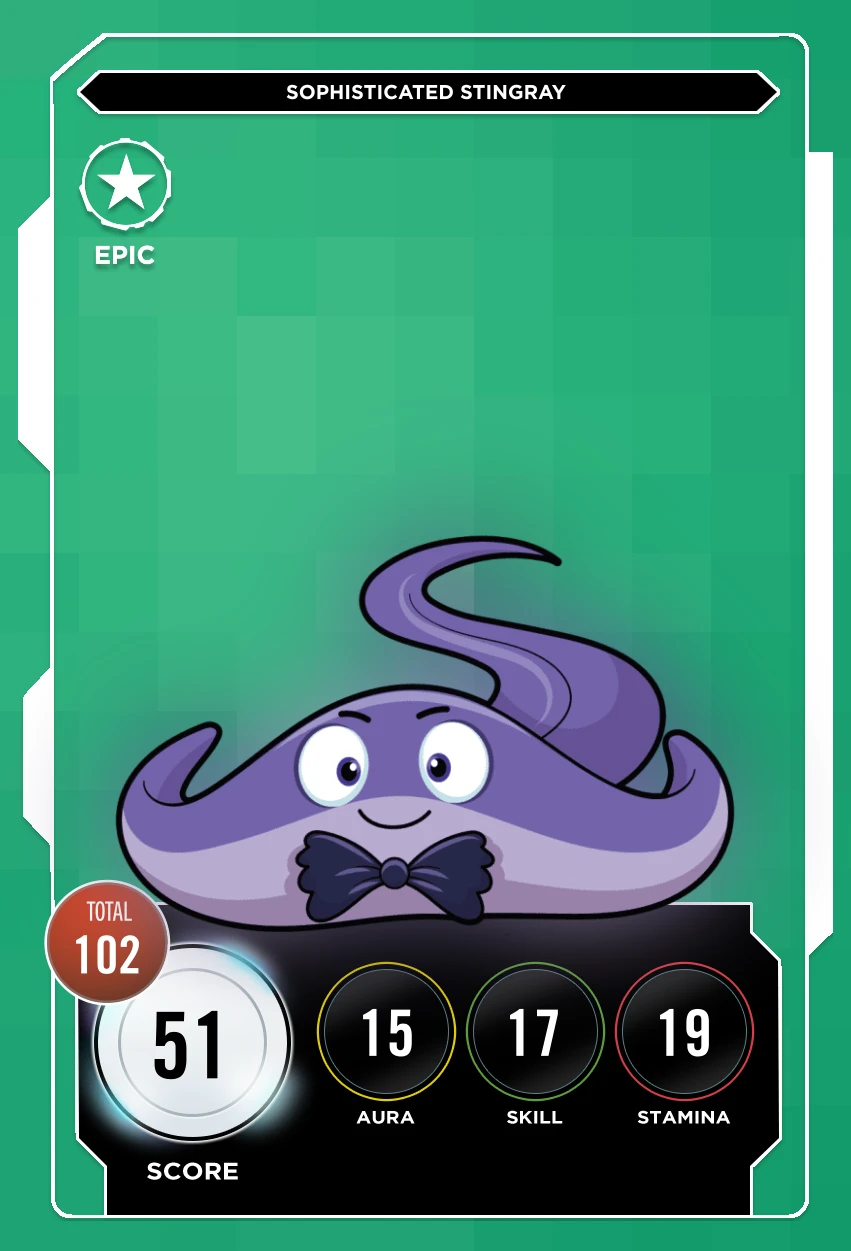 SOPHISTICATED STINGRAY
EPIC
TOTAL
102
51
SCORE
15
AURA
17
SKILL
19
STAMINA